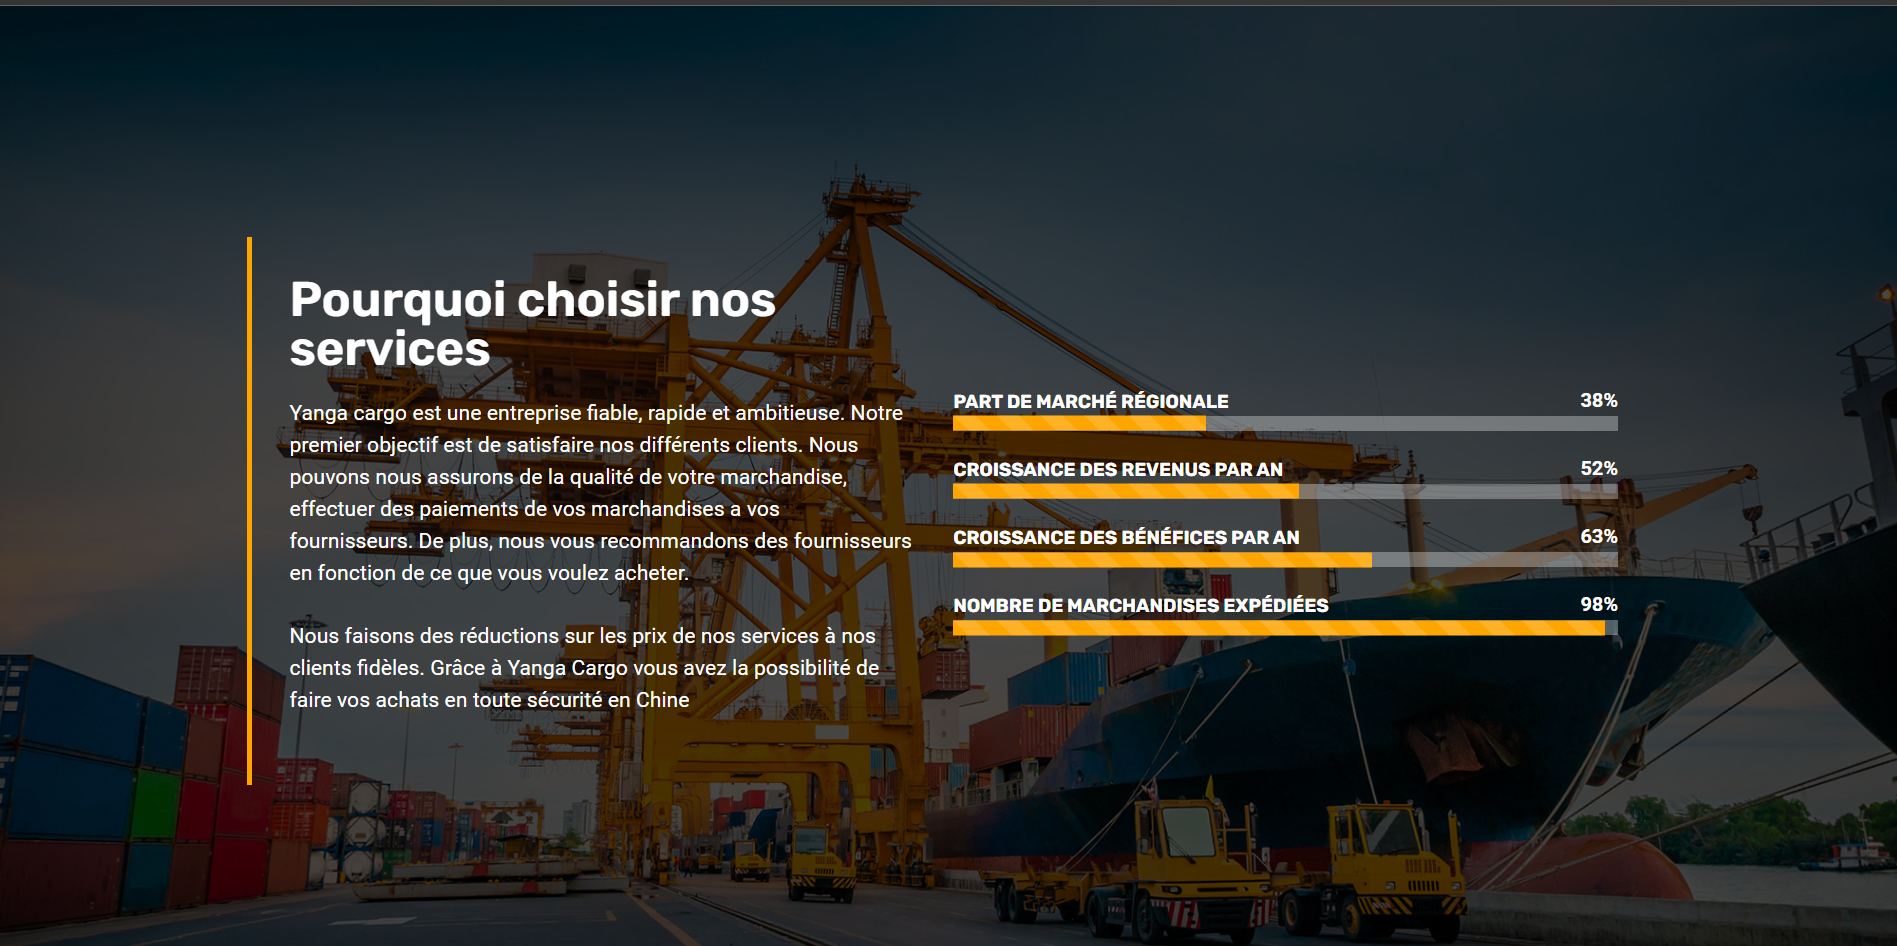 Pourquoi choisir nos
services
Yanga cargo est une entreprise fiable, rapide et ambitieuse. Notre
premier objectif est de satisfaire nos différents clients. Nous
pouvons nous assurons de la qualité de votre marchandise,
effectuer des paiements de vos marchandises a vos
fournisseurs. De plus, nous vous recommandons des fournisseurs
en fonction de ce que vous voulez acheter.
Nous faisons des réductions sur les prix de nos services à nos
clients fidèles. Grâce à Yanga Cargo vous avez la possibilité de
faire vos achats en toute sécurité en Chine
PART DE MARCHÉ RÉGIONALE 38%
CROISSANCE DES REVENUS PAR AN 52%
CROISSANCE DES BÉNÉFICES PAR AN 63%
NOMBRE DE MARCHANDISES EXPÉDIÉES 98%